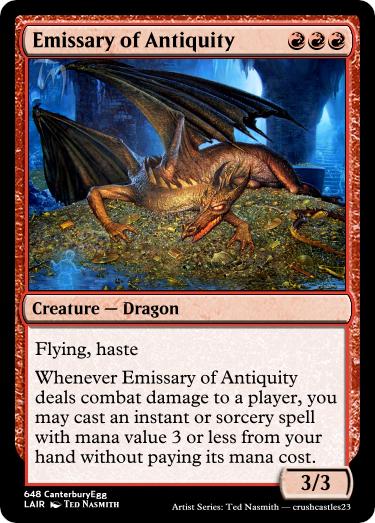 Emissary of Antiquity
Creature — Dragon
Flying, haste
Whenever Emissary of Antiquity
deals combat damage to a player, you
may cast an instant or sorcery spell
with mana value 3 or less from your
hand without paying its mana cost.
3/3
648 CanterburyEgg
LAIR Ted Nasmith
Artist Series: Ted Nasmith — crushcastles23